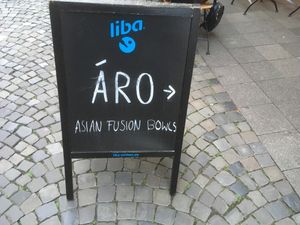 liba
ÁRO →
ASIAN FUSION BOWLS